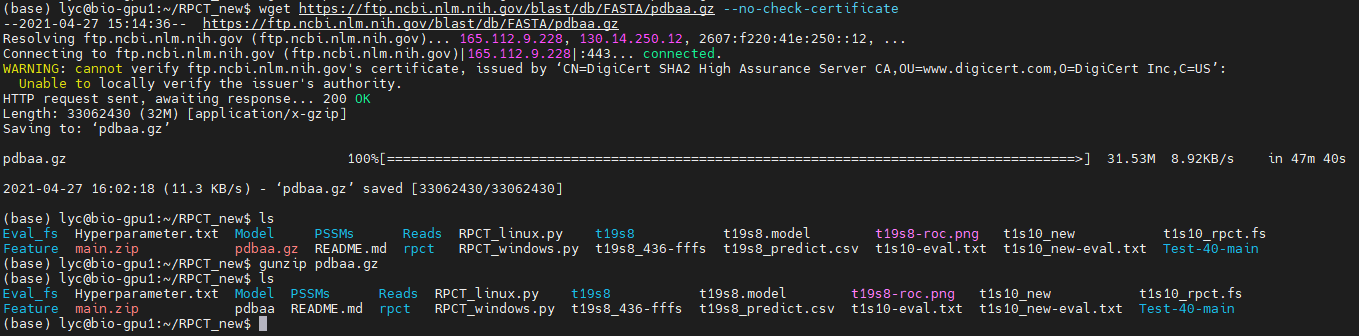 (base) lyc@bio-gpu1:~/RPCT_new$ wget https://ftp.ncbi.nlm.nih.gov/blast/db/FASTA/pdbaa.gz --no-check-certificate
--2021-04-27 15:14:36--  https://ftp.ncbi.nlm.nih.gov/blast/db/FASTA/pdbaa.gz
Resolving ftp.ncbi.nlm.nih.gov (ftp.ncbi.nlm.nih.gov)... 165.112.9.228, 130.14.250.12, 2607:f220:41e:250::12, ...
Connecting to ftp.ncbi.nlm.nih.gov (ftp.ncbi.nlm.nih.gov)|165.112.9.228|:443... connected.
WARNING: cannot verify ftp.ncbi.nlm.nih.gov's certificate, issued by ‘CN=DigiCert SHA2 High Assurance Server CA,OU=www.digicert.com,O=DigiCert Inc,C=US’:
  Unable to locally verify the issuer's authority.
HTTP request sent, awaiting response... 200 OK
Length: 33062430 (32M) [application/x-gzip]
Saving to: ‘pdbaa.gz’
pdbaa.gz 100%[======================================================================================>] 31.53M 8.92KB/s in 47m 40s
2021-04-27 16:02:18 (11.3 KB/s) - ‘pdbaa.gz’ saved [33062430/33062430]
(base) lyc@bio-gpu1:~/RPCT_new$ ls
Eval_fs Hyperparameter.txt Model PSSMs Reads RPCT_linux.py t19s8 t19s8.model t19s8-roc.png t1s10_new t1s10_rpct.fs
Feature main.zip pdbaa.gz README.md rpct RPCT_windows.py t19s8_436-fffs t19s8_predict.csv t1s10-eval.txt t1s10_new-eval.txt Test-40-main
(base) lyc@bio-gpu1:~/RPCT_new$ gunzip pdbaa.gz
(base) lyc@bio-gpu1:~/RPCT_new$ ls
Eval_fs Hyperparameter.txt Model PSSMs Reads RPCT_linux.py t19s8 t19s8.model t19s8-roc.png t1s10_new t1s10_rpct.fs
Feature main.zip pdbaa README.md rpct RPCT_windows.py t19s8_436-fffs t19s8_predict.csv t1s10-eval.txt t1s10_new-eval.txt Test-40-main
(base) lyc@bio-gpu1:~/RPCT_new$